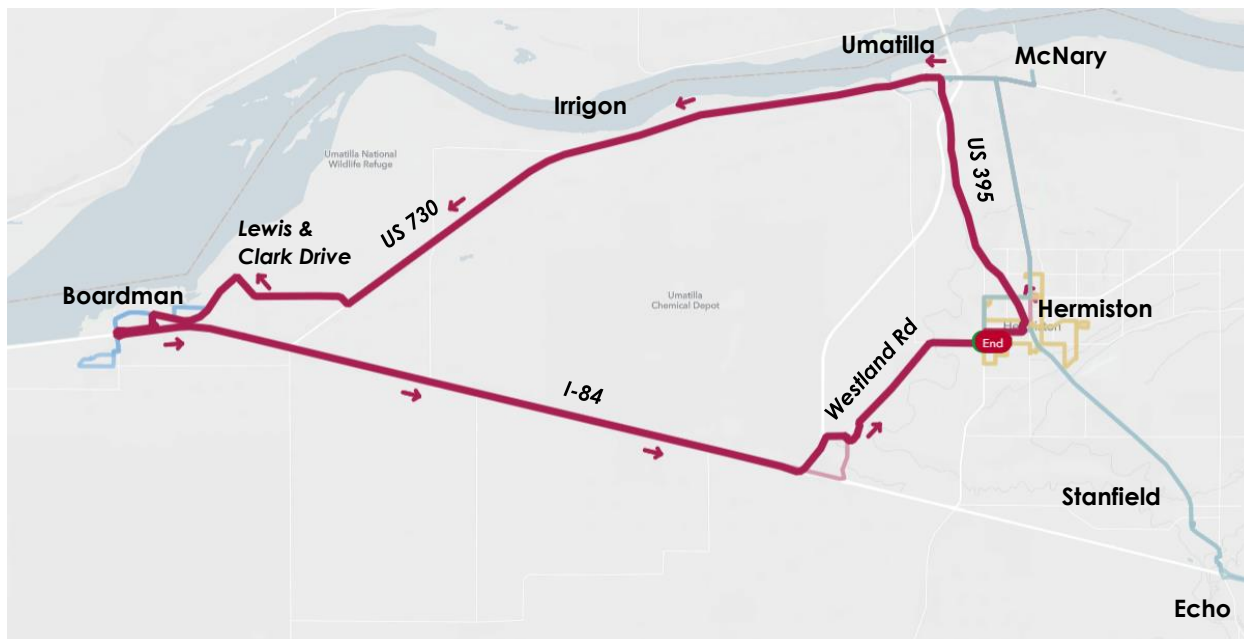 Umatilla
McNary
Irrigon
Umatilla National
Wildlife Refuge
US 395
US 730
Lewis &
Clark Drive
Boardman
Umatilla
Chemical Depot
Hermiston
End
Westland Rd
I-84
Stanfield
Echo